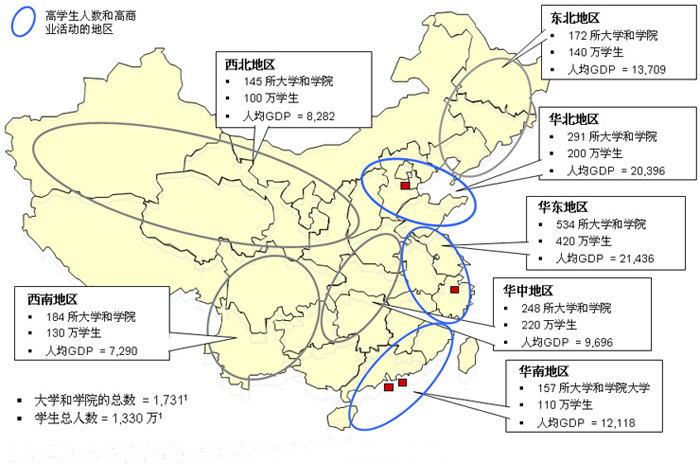 高学生人数和高商
业活动的地区
东北地区
▪ 172 所大学和学院
▪ 140 万学生
▪ 人均GDP = 13,709
西北地区
▪ 145 所大学和学院
▪ 100 万学生
▪ 人均GDP = 8,282
华北地区
▪ 291 所大学和学院
▪ 200 万学生
▪ 人均GDP = 20,396
华东地区
▪ 534 所大学和学院
▪ 420 万学生
▪ 人均GDP = 21,436
西南地区
▪ 184 所大学和学院
▪ 130 万学生
▪ 人均GDP = 7,290
华中地区
▪ 248 所大学和学院
▪ 220 万学生
▪ 人均GDP = 9,696
华南地区
▪ 157 所大学和学院大学
▪ 110 万学生
▪ 人均GDP = 12,118
▪ 大学和学院的总数 = 1,731¹
▪ 学生总人数 = 1,330 万¹